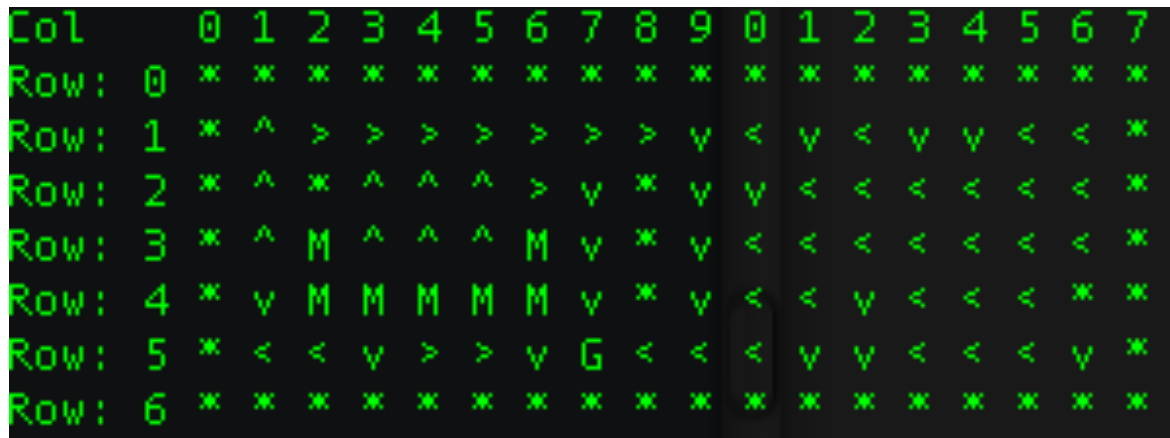 Col 0 1 2 3 4 5 6 7 8 9 0 1 2 3 4 5 6 7
Row: 0 * * * * * * * * * * * * * * * * * *
Row: 1 * ^ > > > > > > > v < v < v v < < *
Row: 2 * ^ * ^ ^ ^ > v * v v < < < < < < *
Row: 3 * ^ M ^ ^ ^ M v * v < < < < < < < *
Row: 4 * v M M M M M v * v < < v < < < * *
Row: 5 * < < v > > v G < < < v v < < < v *
Row: 6 * * * * * * * * * * * * * * * * * *